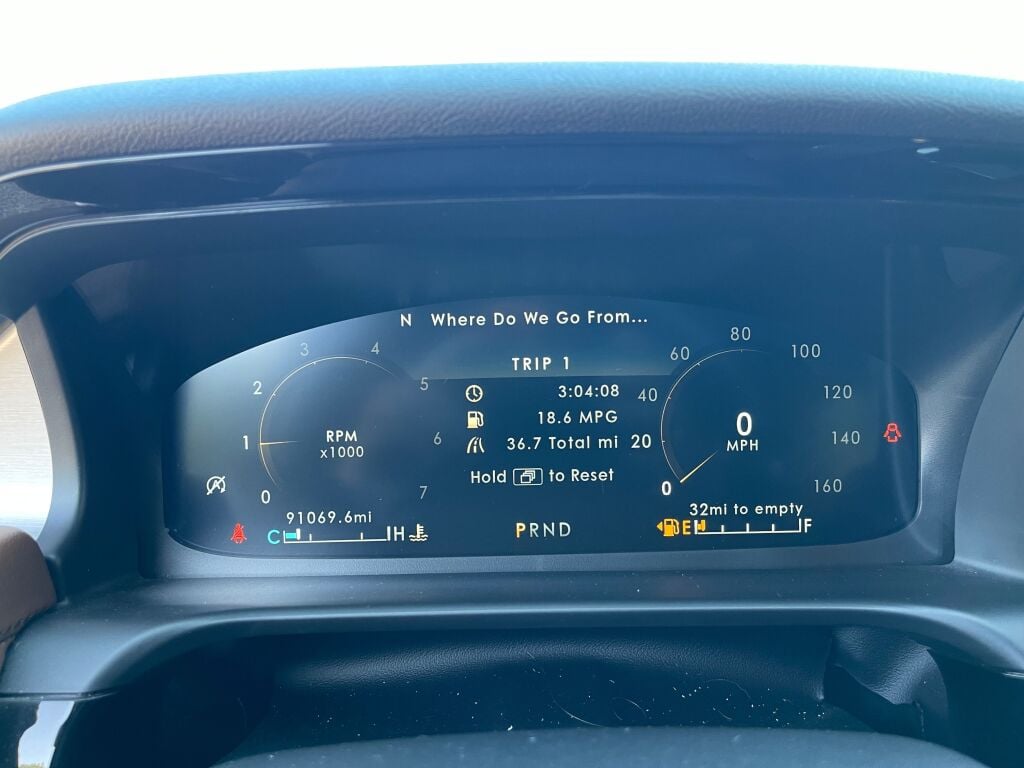 N Where Do We Go From...
TRIP 1
3:04:08
18.6 MPG
36.7 Total mi
Hold to Reset
0
1
2
3
4
5
6
7
RPM
x1000
0
20
40
60
80
100
120
140
160
0
MPH
A
91069.6mi
C H
PRND
32mi to empty
E F